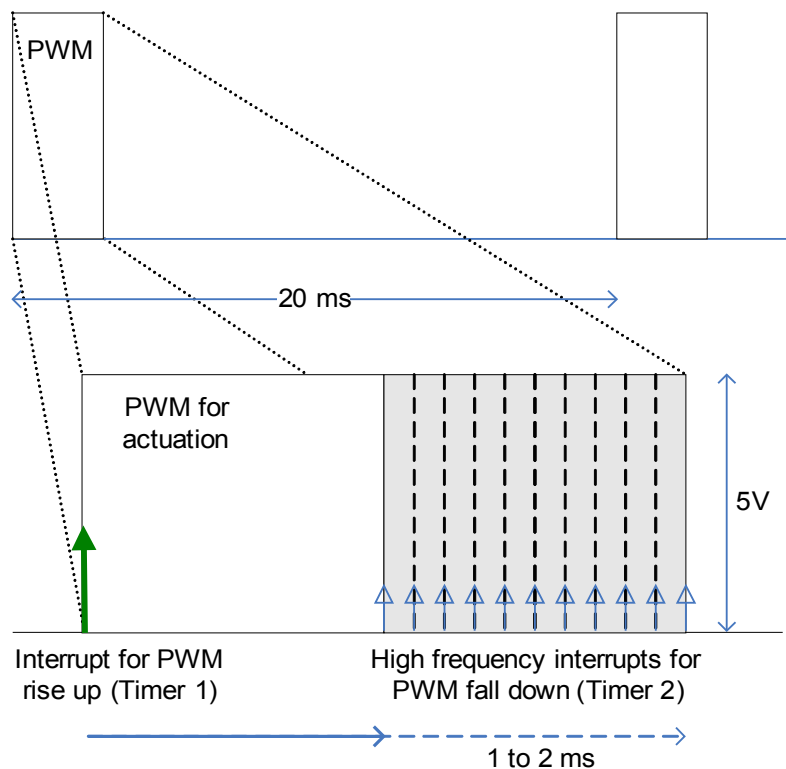 PWM
20 ms
PWM for
actuation
5V
Interrupt for PWM
rise up (Timer 1)
High frequency interrupts for
PWM fall down (Timer 2)
1 to 2 ms